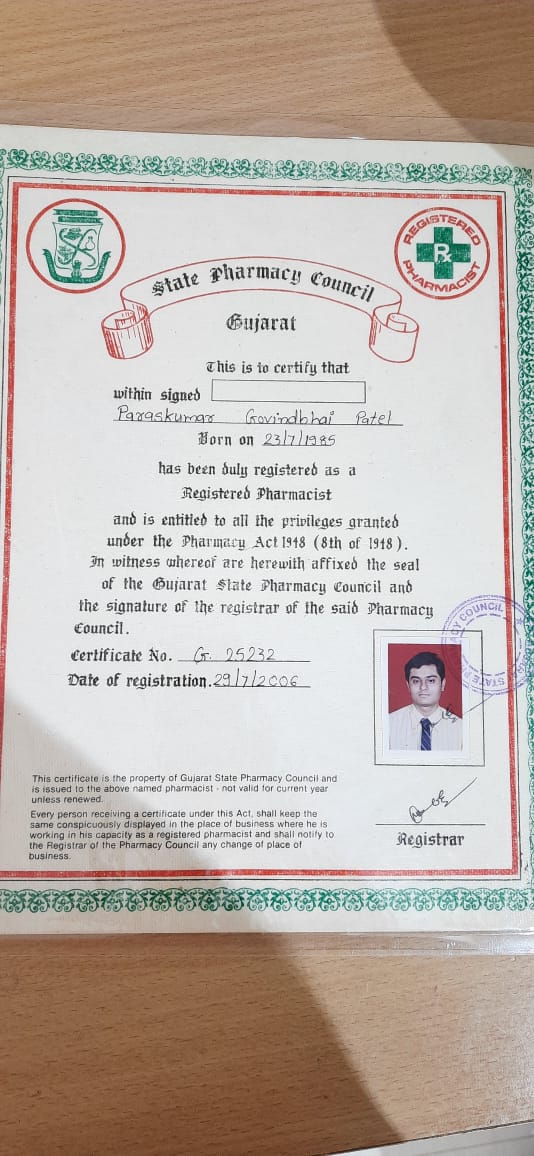 REGISTERED
Rx
PHARMACIST
State Pharmacy Council
Gujarat
This is to certify that
within signed
Paraskumar Govindbhai Patel
Born on 23/7/1985
has been duly registered as a
Registered Pharmacist
and is entitled to all the privileges granted
under the Pharmacy Act 1948 (8th of 1948).
In witness whereof are herewith affixed the seal
of the Gujarat State Pharmacy Council and
the signature of the registrar of the said Pharmacy
Council.
Certificate No. G. 25232
Date of registration. 29/7/2006
This certificate is the property of Gujarat State Pharmacy Council and
is issued to the above named pharmacist - not valid for current year
unless renewed.
Every person receiving a certificate under this Act, shall keep the
same conspicuously displayed in the place of business where he is
working in his capacity as a registered pharmacist and shall notify to
the Registrar of the Pharmacy Council any change of place of
business.
Registrar